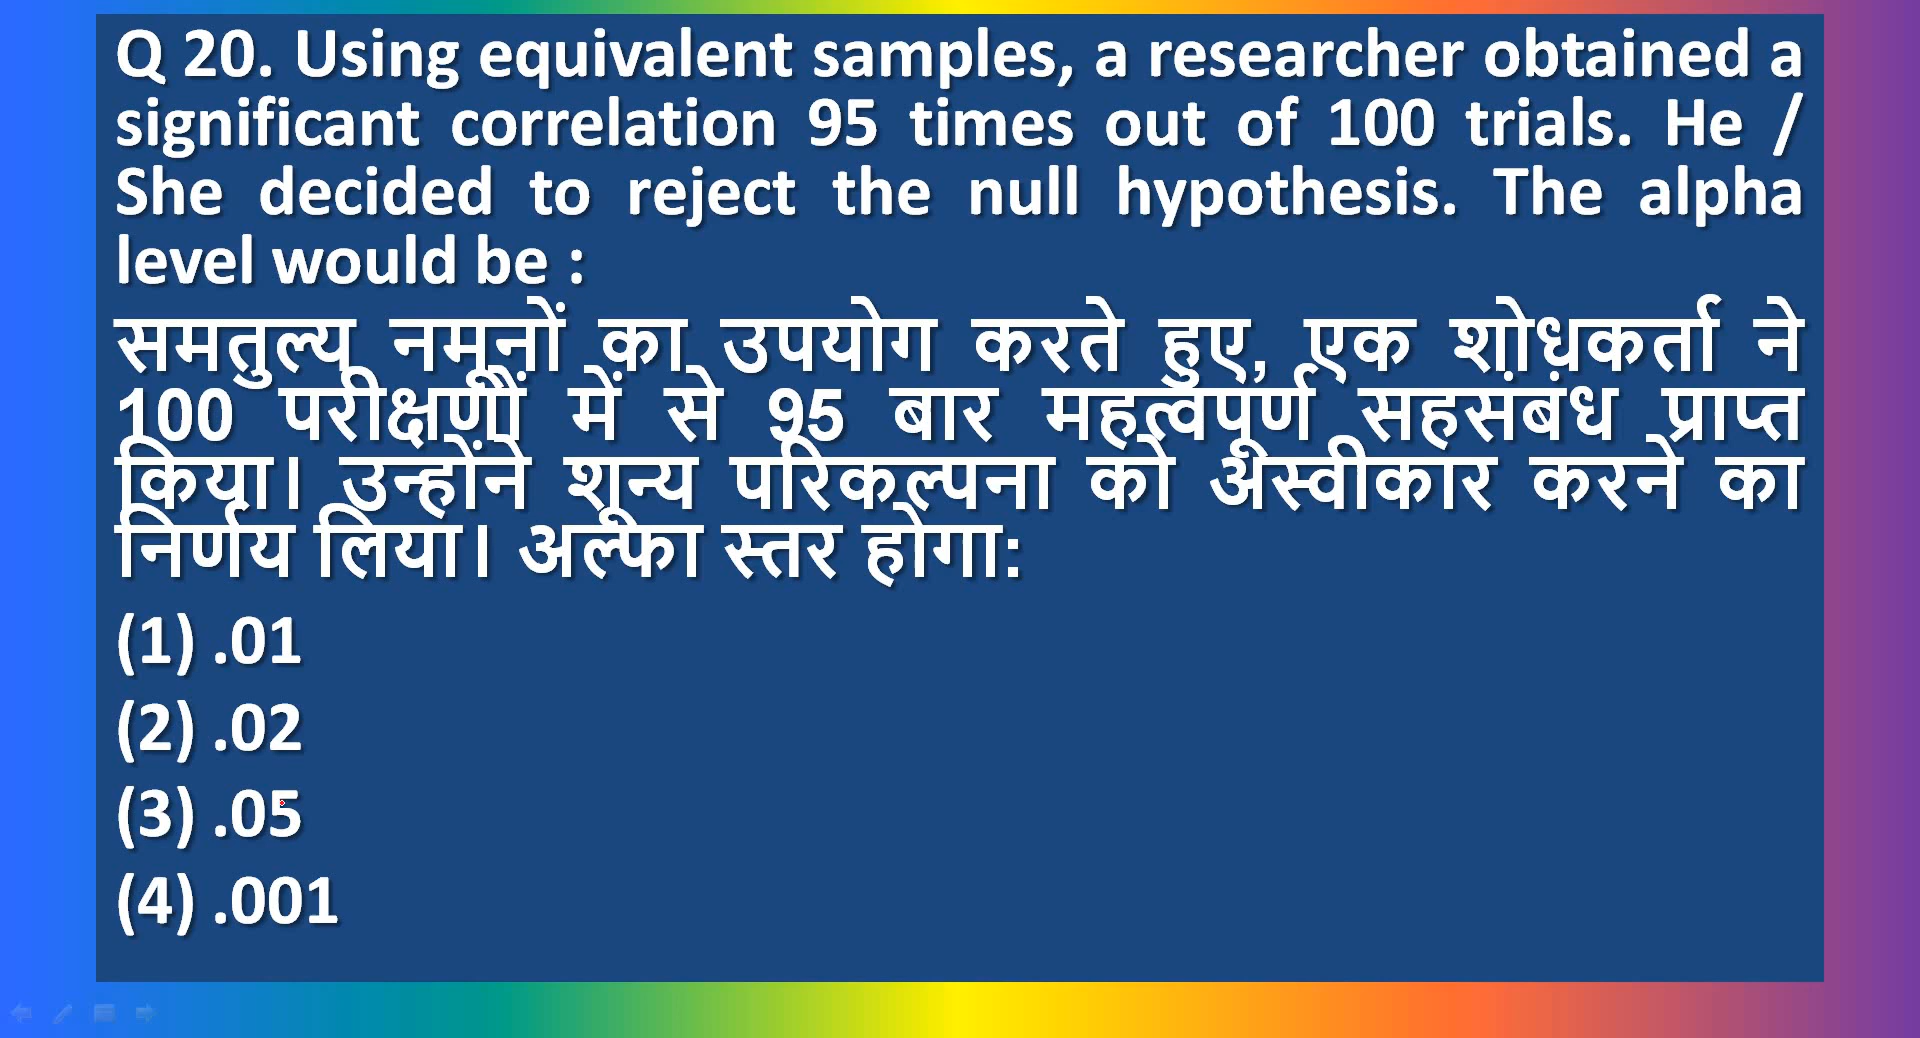 Q 20. Using equivalent samples, a researcher obtained a
significant correlation 95 times out of 100 trials. He /
She decided to reject the null hypothesis. The alpha
level would be :
समतुल्य नमूनों का उपयोग करते हुए, एक शोधकर्ता ने
100 परीक्षणों में से 95 बार महत्वपूर्ण सहसंबंध प्राप्त
किया। उन्होंने शून्य परिकल्पना को अस्वीकार करने का
निर्णय लिया। अल्फा स्तर होगा:
(1) .01
(2) .02
(3) .05
(4) .001